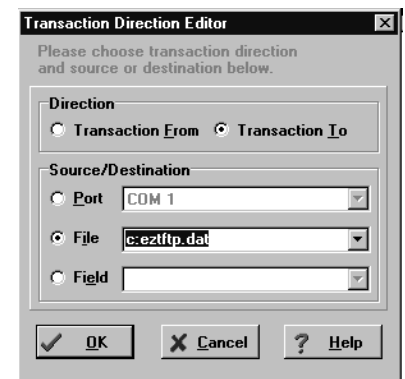 Transaction Direction Editor
Please choose transaction direction
and source or destination below.
Direction
Transaction From Transaction To
Source/Destination
Port COM 1
File c:eztftp.dat
Field
OK Cancel Help